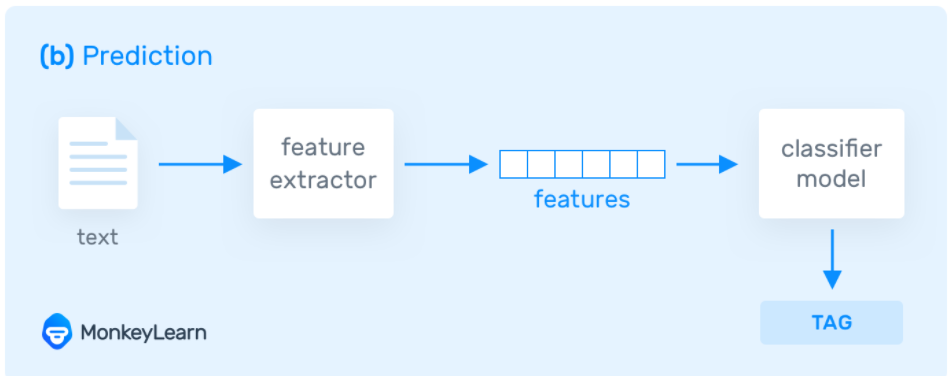 (b) Prediction
text
feature
extractor
features
classifier
model
TAG
MonkeyLearn